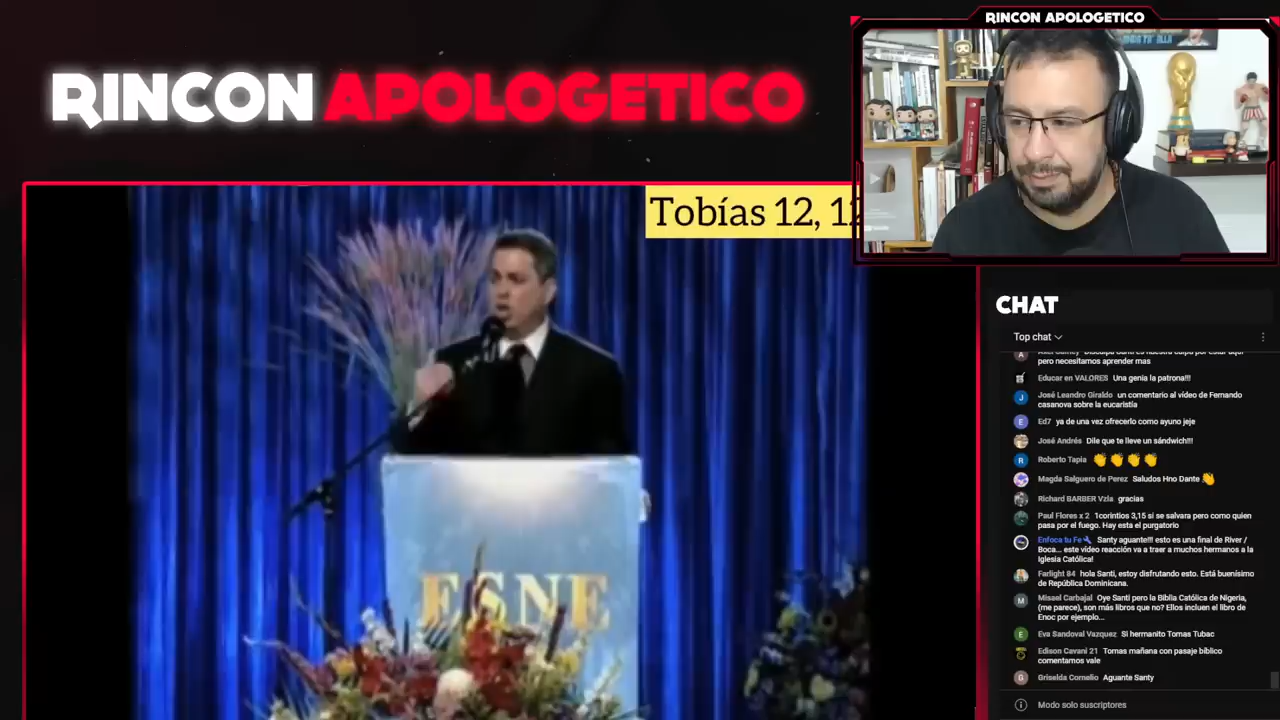 RINCON APOLOGETICO
RINCON APOLOGETICO
Tobías 12, 12
ESNE
CHAT
Top chat
pero necesitamos aprender mas
Educar en VALORES Una genia la patrona!!!
José Leandro Giraldo un comentario al vídeo de Fernando
casanova sobre la eucaristía
Ed7 ya de una vez ofrecerlo como ayuno jeje
José Andrés Dile que te lleve un sándwich!!!
Roberto Tapia
Magda Salguero de Perez Saludos Hno Dante
Richard BARBER Vzla gracias
Paul Flores x 2 1corintios 3,15 si se salvara pero como quien
pasa por el fuego. Hay esta el purgatorio
Enfoca tu Fe Santy aguante!!! esto es una final de River /
Boca... este vídeo reacción va a traer a muchos hermanos a la
Iglesia Católica!
Farlight 84 hola Santi, estoy disfrutando esto. Está buenísimo
de República Dominicana.
Misael Carbajal Oye Santi pero la Biblia Católica de Nigeria,
(me parece), son más libros que no? Ellos incluen el libro de
Enoc por ejemplo...
Eva Sandoval Vazquez Si hermanito Tomas Tubac
Edison Cavani 21 Tomas mañana con pasaje bíblico
comentamos vale
Griselda Cornelio Aguante Santy
Modo solo suscriptores